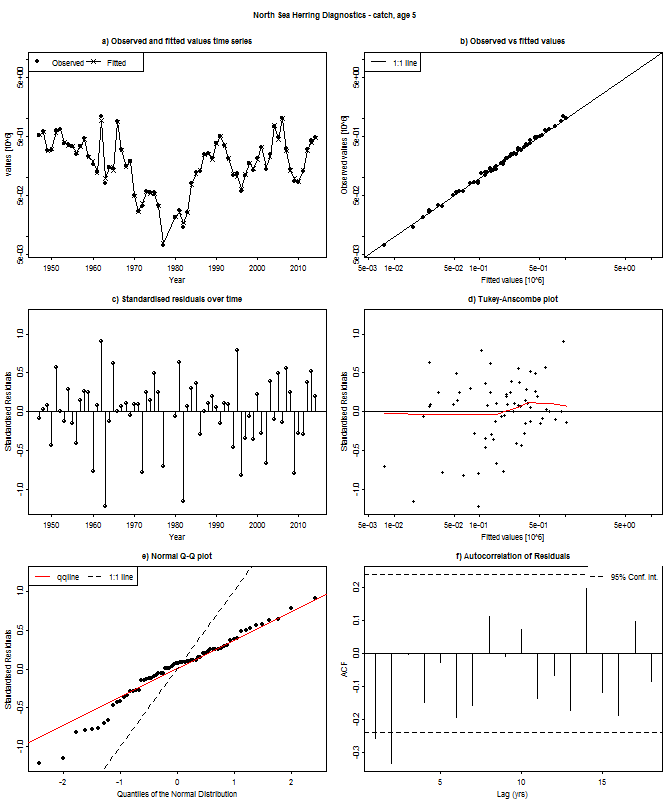 North Sea Herring Diagnostics - catch, age 5
a) Observed and fitted values time series
Observed Fitted
values [10^6]
5e-03 5e-02 5e-01 5e+00
1950 1960 1970 1980 1990 2000 2010
Year
b) Observed vs fitted values
1:1 line
Observed values [10^6]
5e-03 5e-02 5e-01 5e+00
5e-03 1e-02 5e-02 1e-01 5e-01 5e+00
Fitted values [10^6]
c) Standardised residuals over time
Standardised Residuals
-1.0 -0.5 0.0 0.5 1.0
1950 1960 1970 1980 1990 2000 2010
Year
d) Tukey-Anscombe plot
Standardised Residuals
-1.0 -0.5 0.0 0.5 1.0
5e-03 1e-02 5e-02 1e-01 5e-01 5e+00
Fitted values [10^6]
e) Normal Q-Q plot
qqline 1:1 line
Standardised Residuals
-1.0 -0.5 0.0 0.5 1.0
-2 -1 0 1 2
Quantiles of the Normal Distribution
f) Autocorrelation of Residuals
95% Conf. Int.
ACF
-0.3 -0.2 -0.1 0.0 0.1 0.2
5 10 15
Lag (yrs)